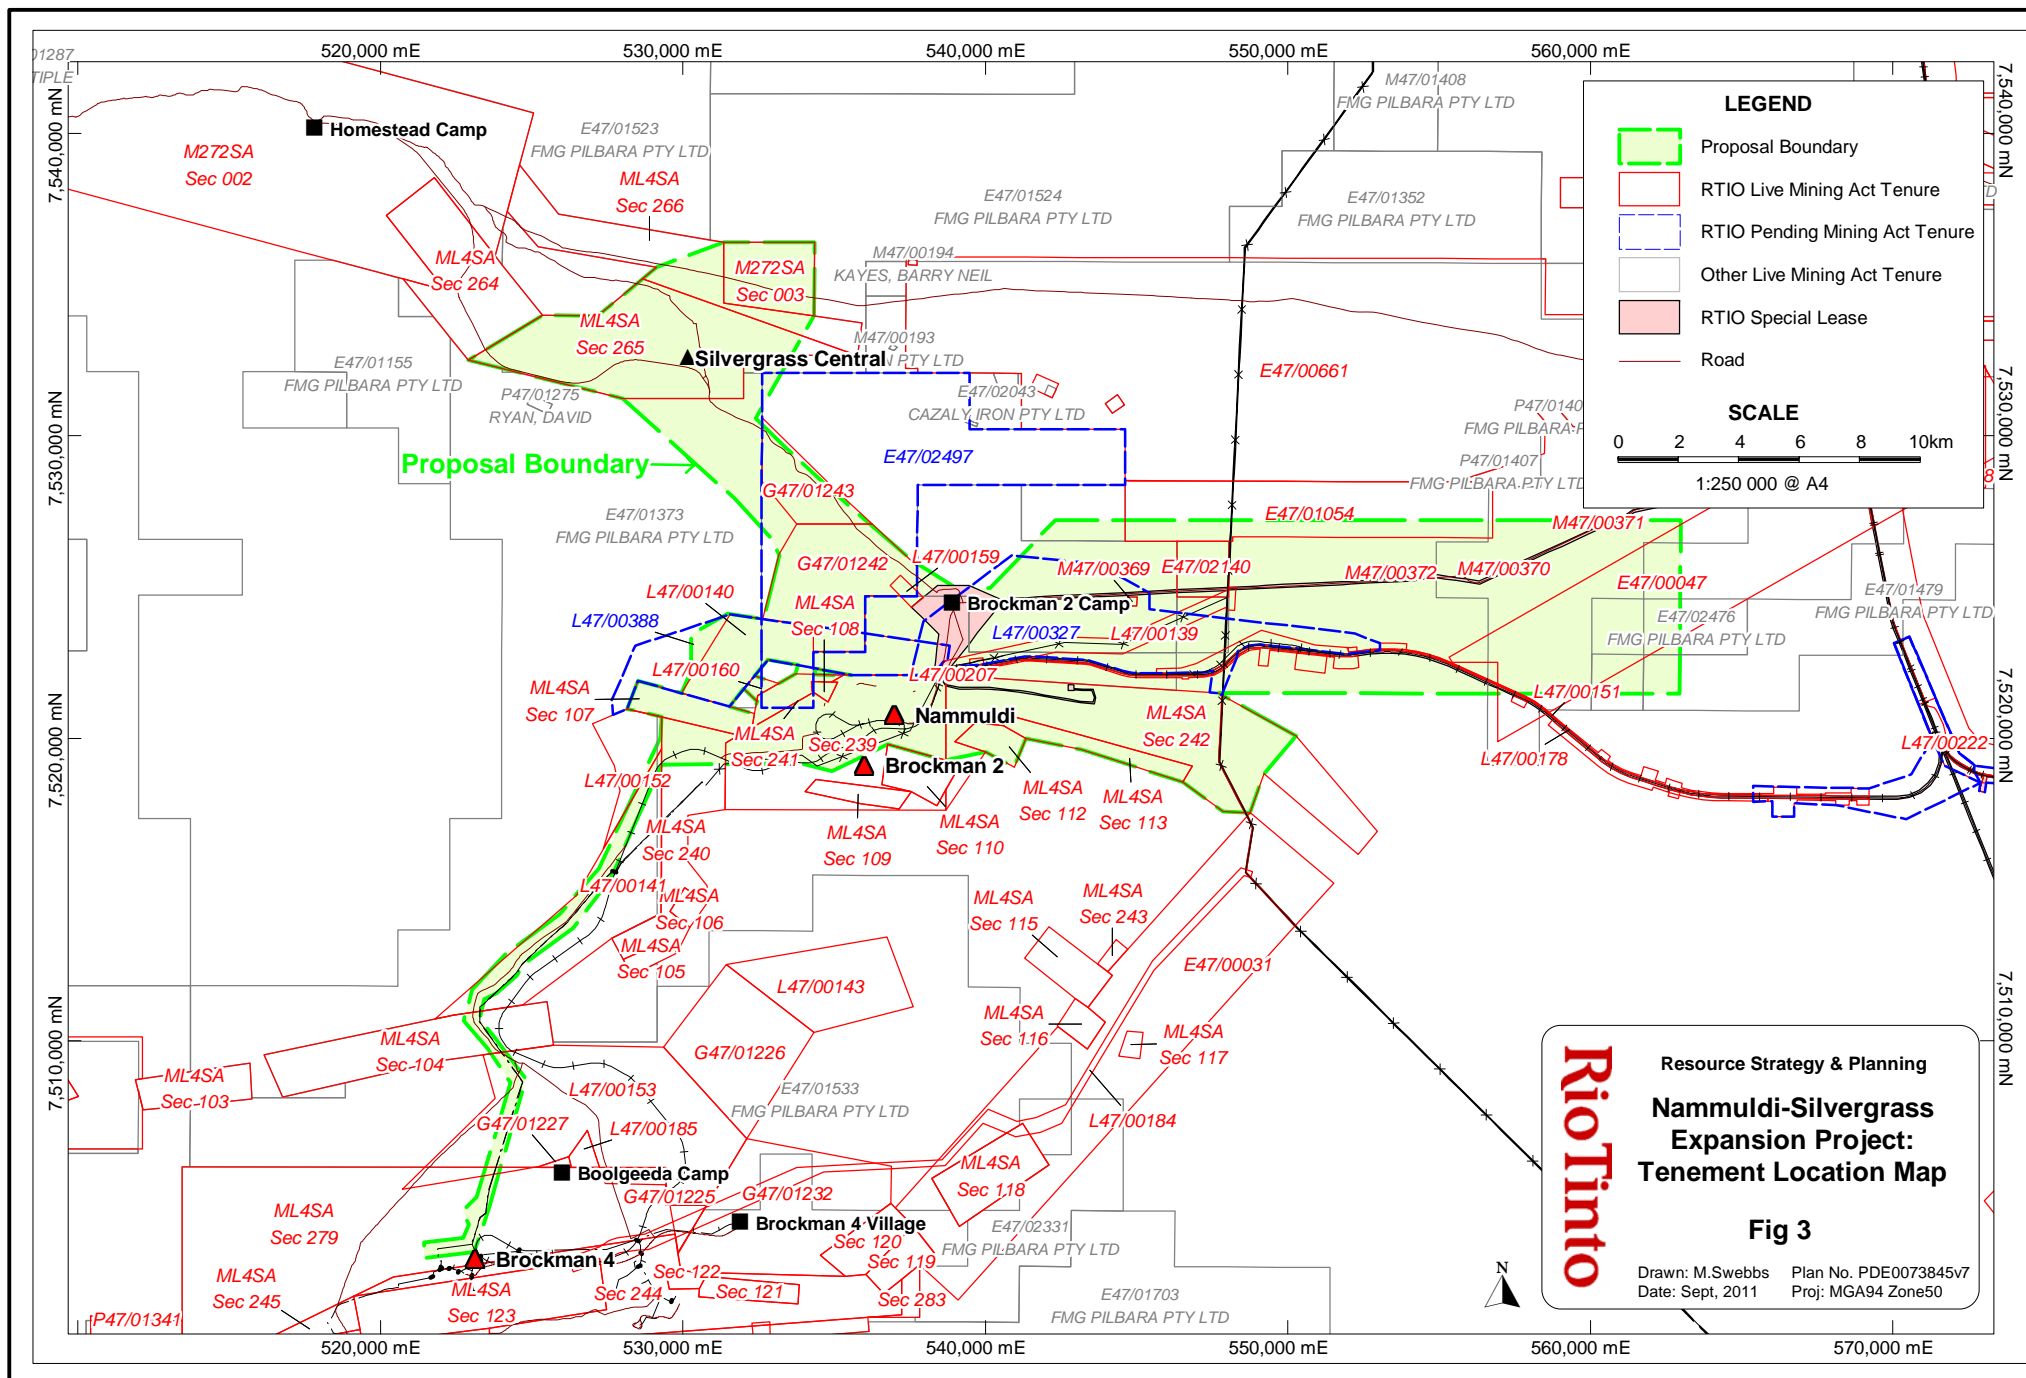 520,000 mE
530,000 mE
540,000 mE
550,000 mE
560,000 mE
01287
TIPLE
7,540,000 mN
7,530,000 mN
7,520,000 mN
7,510,000 mN
7,540,000 mN
7,530,000 mN
7,520,000 mN
7,510,000 mN
Homestead Camp
M272SA
Sec 002
E47/01523
FMG PILBARA PTY LTD
ML4SA
Sec 266
E47/01524
FMG PILBARA PTY LTD
M47/01408
FMG PILBARA PTY LTD
E47/01352
FMG PILBARA PTY LTD
ML4SA
Sec 264
M272SA
Sec 003
M47/00194
KAYES, BARRY NEIL
ML4SA
Sec 265
M47/00193
N PTY LTD
Silvergrass Central
E47/01155
FMG PILBARA PTY LTD
P47/01275
RYAN, DAVID
E47/02043
CAZALY IRON PTY LTD
E47/00661
P47/0140
FMG PILBARA P
P47/01407
FMG PILBARA PTY LTD
Proposal Boundary
E47/02497
G47/01243
E47/01373
FMG PILBARA PTY LTD
E47/01054
M47/00371
G47/01242
L47/00159
M47/00369
E47/02140
M47/00372
M47/00370
E47/00047
E47/01479
FMG PILBARA PTY LTD
E47/02476
FMG PILBARA PTY LTD
L47/00140
L47/00388
ML4SA
Sec 108
Brockman 2 Camp
L47/00327
L47/00139
L47/00160
L47/00207
ML4SA
Sec 107
L47/00151
Nammuldi
ML4SA
Sec 242
ML4SA
Sec 241
Sec 239
L47/00222
L47/00178
Brockman 2
L47/00152
ML4SA
Sec 112
ML4SA
Sec 113
ML4SA
Sec 240
ML4SA
Sec 109
ML4SA
Sec 110
L47/00141
ML4SA
Sec 106
ML4SA
Sec 115
ML4SA
Sec 243
ML4SA
Sec 105
E47/00031
L47/00143
ML4SA
Sec 116
ML4SA
Sec 117
ML4SA
Sec 104
G47/01226
ML4SA
Sec 103
L47/00153
E47/01533
FMG PILBARA PTY LTD
G47/01227
L47/00185
L47/00184
Boolgeeda Camp
ML4SA
Sec 118
G47/01225
G47/01232
ML4SA
Sec 279
Brockman 4 Village
E47/02331
FMG PILBARA PTY LTD
Sec 120
Sec 119
Brockman 4
ML4SA
Sec 245
Sec 122
ML4SA
Sec 123
Sec 244
Sec 121
Sec 283
E47/01703
FMG PILBARA PTY LTD
P47/01341
520,000 mE
530,000 mE
540,000 mE
550,000 mE
560,000 mE
570,000 mE
LEGEND
Proposal Boundary
RTIO Live Mining Act Tenure
RTIO Pending Mining Act Tenure
Other Live Mining Act Tenure
RTIO Special Lease
Road
SCALE
0 2 4 6 8 10km
1:250 000 @ A4
N
RioTinto
Resource Strategy & Planning
Nammuldi-Silvergrass
Expansion Project:
Tenement Location Map
Fig 3
Drawn: M.Swebbs Plan No. PDE0073845v7
Date: Sept, 2011 Proj: MGA94 Zone50